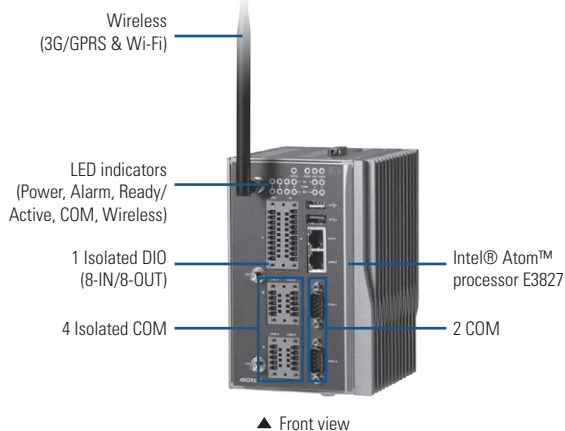 Wireless
(3G/GPRS & Wi-Fi)
LED indicators
(Power, Alarm, Ready/
Active, COM, Wireless)
1 Isolated DIO
(8-IN/8-OUT)
4 Isolated COM
Intel® Atom™
processor E3827
2 COM
▲ Front view